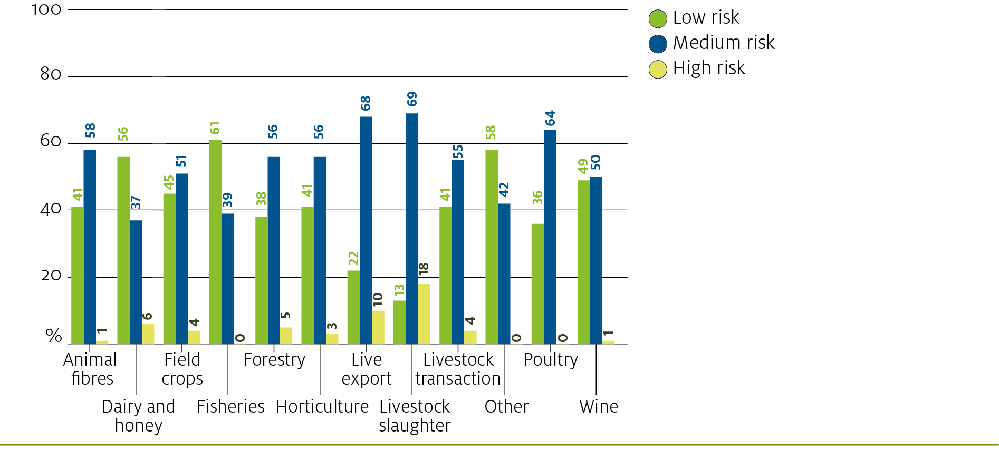 100
80
60
40
20
%
Low risk
Medium risk
High risk
41 58 1
56 37 6
45 51 4
61 39 0
38 56 5
41 56 3
22 68 10
13 69 18
41 55 4
58 42 0
36 64 0
49 50 1
Animal
fibres
Dairy and
honey
Field
crops
Fisheries
Forestry
Horticulture
Live
export
Livestock
slaughter
Livestock
transaction
Other
Poultry
Wine